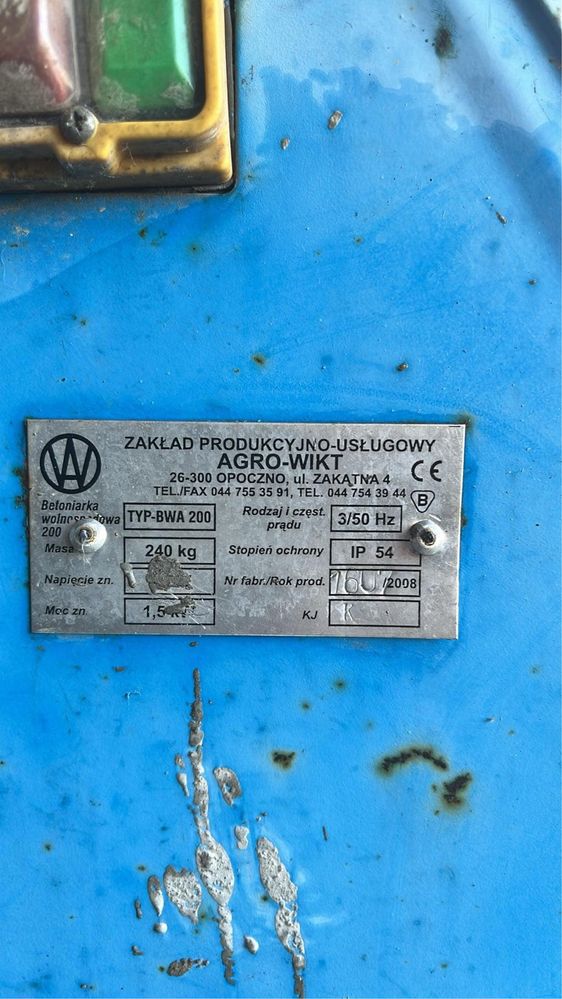 ZAKŁAD PRODUKCYJNO-USŁUGOWY
AGRO-WIKT
26-300 OPOCZNO, ul. ZAKĄTNA 4
TEL./FAX 044 755 35 91, TEL. 044 754 39 44
CE
B
Betoniarka
wolnospadowa
200
TYP-BWA 200
Rodzaj i częst.
prądu
3/50 Hz
Masa
240 kg
Stopień ochrony
IP 54
Napięcie zn.
Nr fabr./Rok prod.
/2008
Moc zn.
1,5
KJ
K